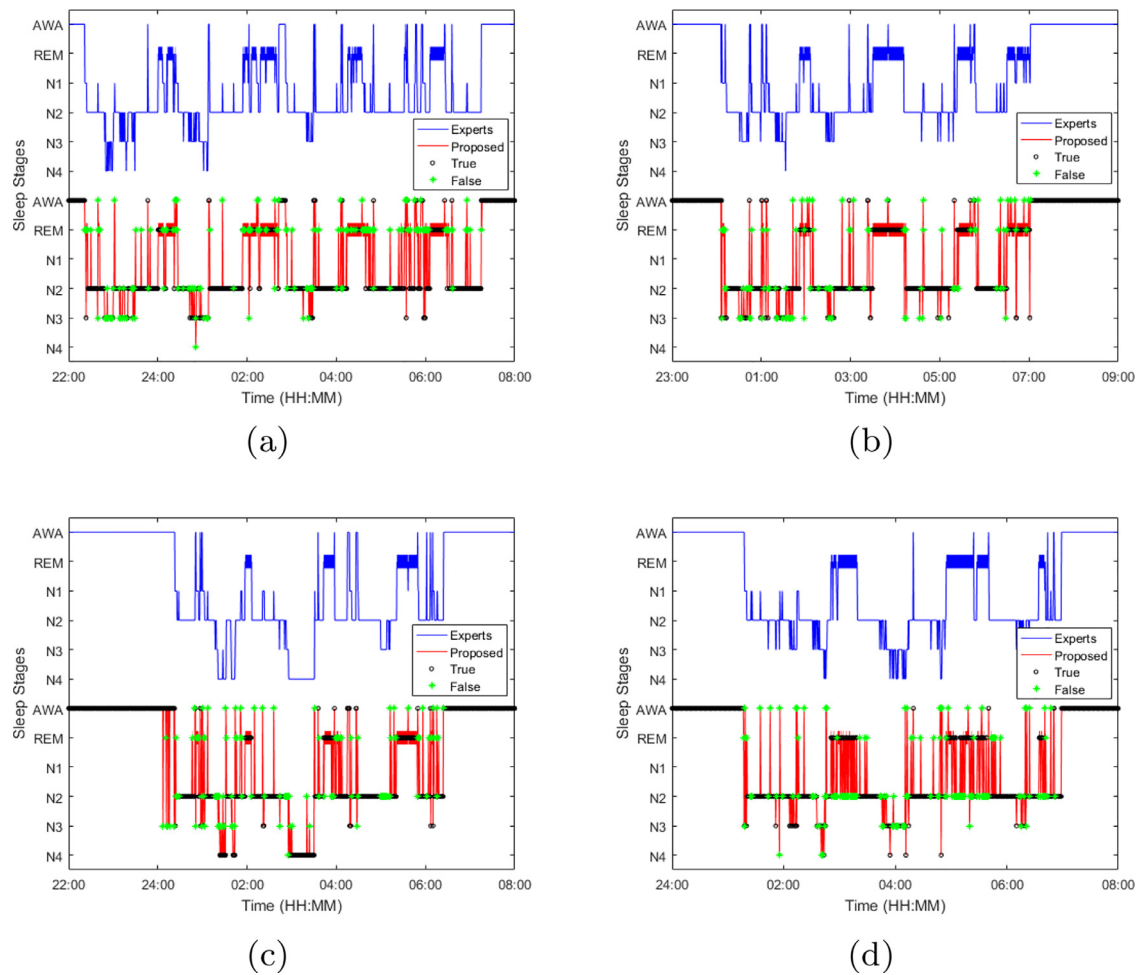 AWA
REM
N1
N2
N3
N4
AWA
REM
N1
N2
N3
N4
Sleep Stages
Experts
Proposed
True
False
22:00 24:00 02:00 04:00 06:00 08:00
Time (HH:MM)
(a)
AWA
REM
N1
N2
N3
N4
AWA
REM
N1
N2
N3
N4
Sleep Stages
Experts
Proposed
True
False
23:00 01:00 03:00 05:00 07:00 09:00
Time (HH:MM)
(b)
AWA
REM
N1
N2
N3
N4
AWA
REM
N1
N2
N3
N4
Sleep Stages
Experts
Proposed
True
False
22:00 24:00 02:00 04:00 06:00 08:00
Time (HH:MM)
(c)
AWA
REM
N1
N2
N3
N4
AWA
REM
N1
N2
N3
N4
Sleep Stages
Experts
Proposed
True
False
24:00 02:00 04:00 06:00 08:00
Time (HH:MM)
(d)